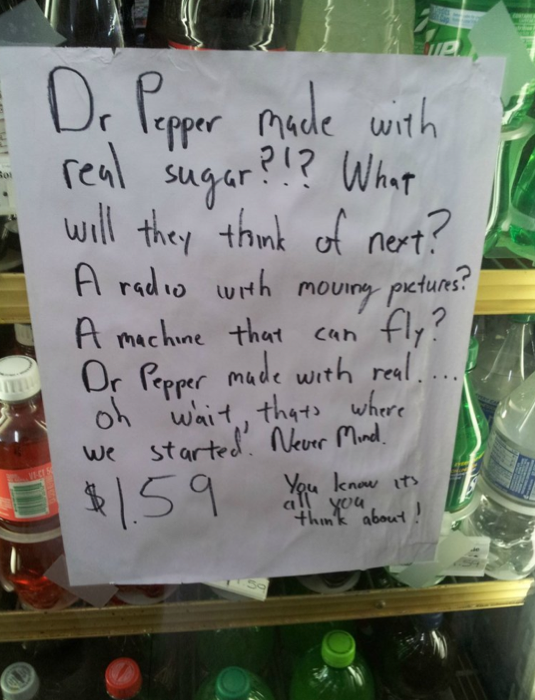 Dr Pepper made with
real sugar?!? What
will they think of next?
A radio with moving pictures?
A machine that can fly?
Dr Pepper made with real....
oh wait, thats where
we started. Never Mind.
$1.59
You know its
all you
think about!